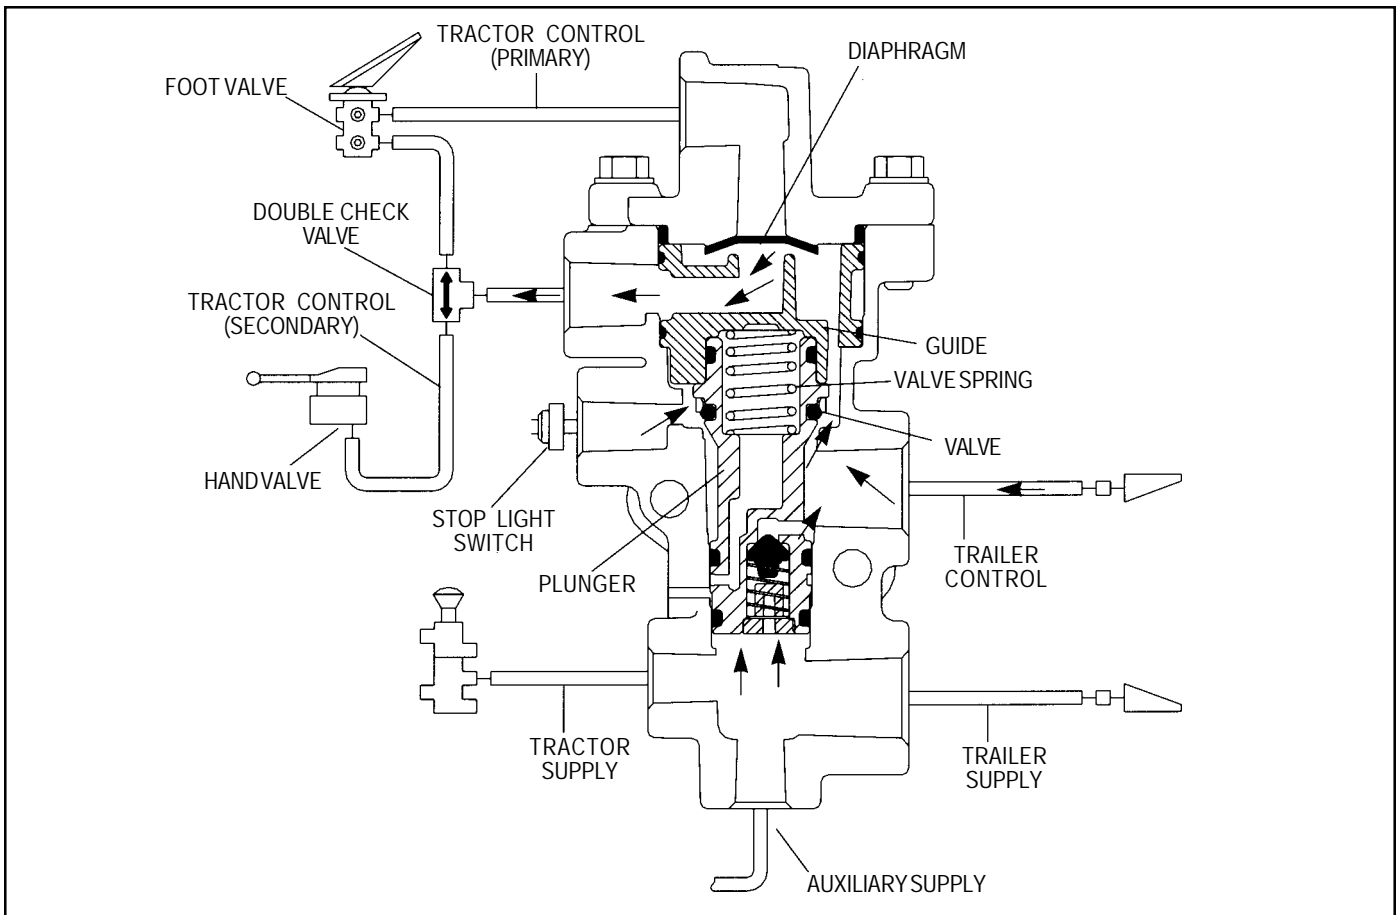 TRACTOR CONTROL
(PRIMARY)
DIAPHRAGM
FOOT VALVE
DOUBLE CHECK
VALVE
TRACTOR CONTROL
(SECONDARY)
GUIDE
VALVE SPRING
VALVE
HAND VALVE
STOP LIGHT
SWITCH
PLUNGER
TRAILER
CONTROL
TRACTOR
SUPPLY
TRAILER
SUPPLY
AUXILIARY SUPPLY